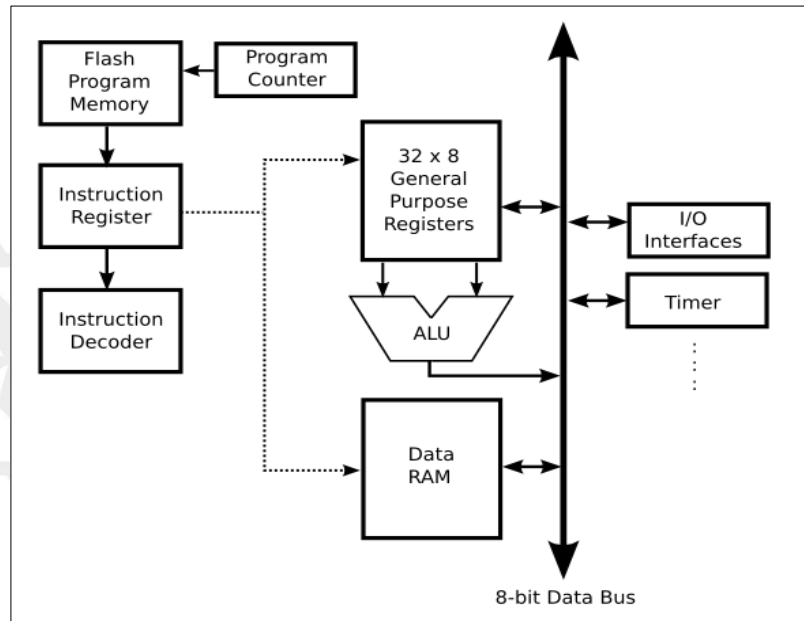 Flash
Program
Memory
Program
Counter
Instruction
Register
Instruction
Decoder
32 x 8
General
Purpose
Registers
ALU
Data
RAM
I/O
Interfaces
Timer
8-bit Data Bus